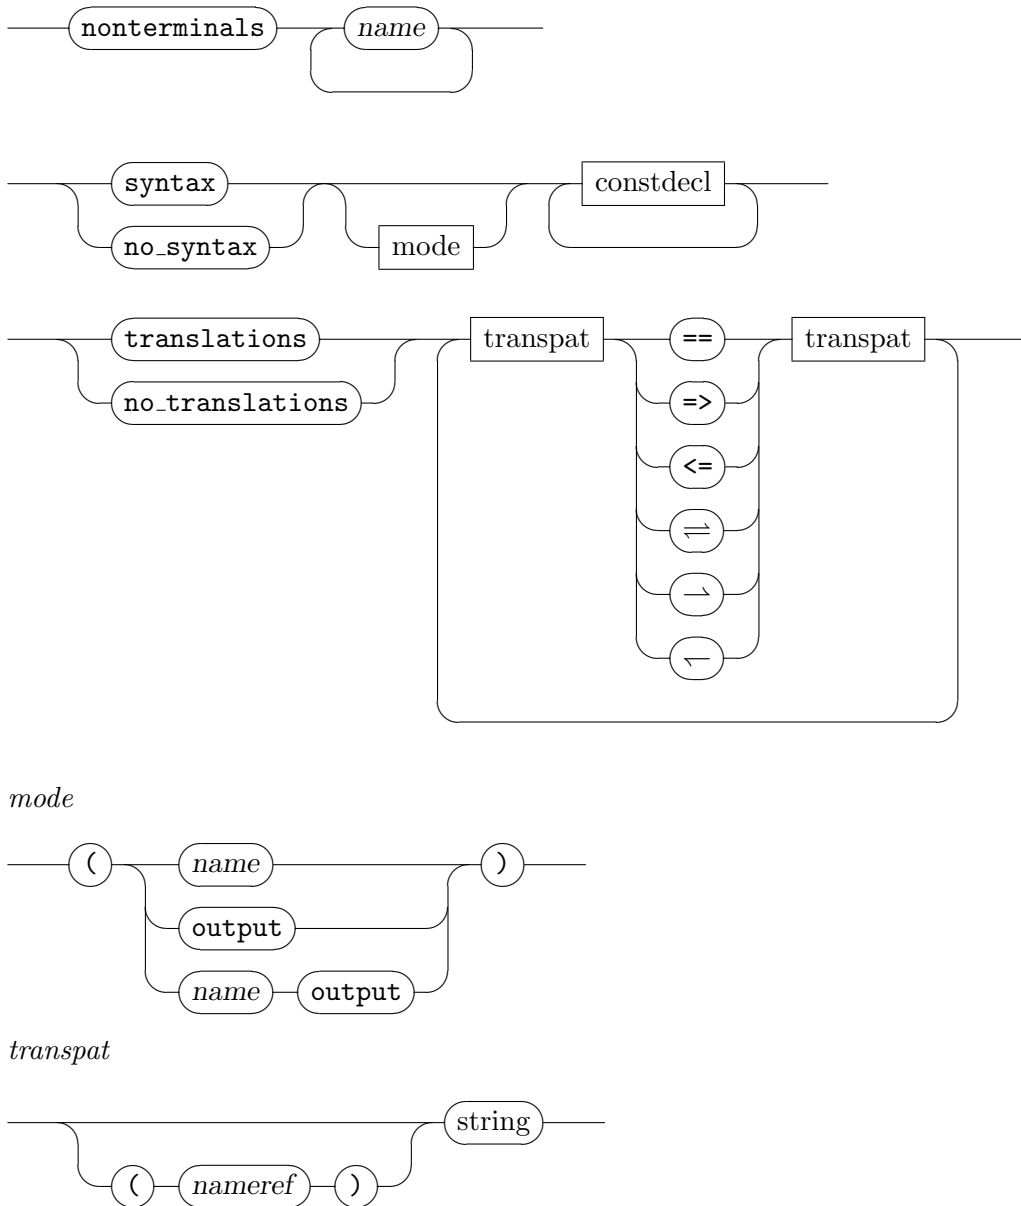 nonterminals name
syntax constdecl
no_syntax mode
translations transpat == transpat
no_translations =>
<=
⇌
⇀
↽
mode
( name )
output
name output
transpat
string
( nameref )